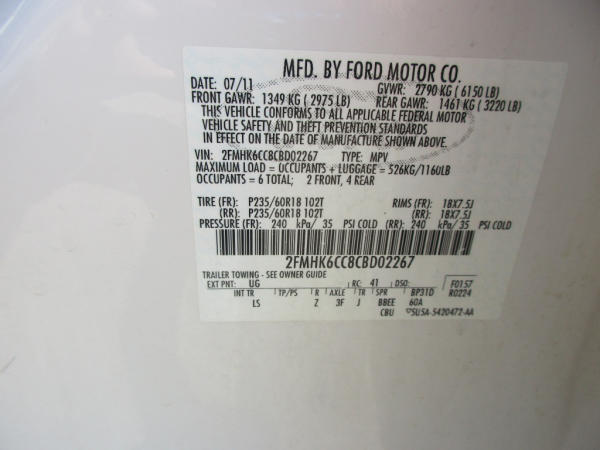 MFD. BY FORD MOTOR CO.
DATE: 07/11 GVWR: 2790 KG ( 6150 LB)
FRONT GAWR: 1349 KG ( 2975 LB) REAR GAWR: 1461 KG ( 3220 LB)
THIS VEHICLE CONFORMS TO ALL APPLICABLE FEDERAL MOTOR
VEHICLE SAFETY AND THEFT PREVENTION STANDARDS
IN EFFECT ON THE DATE OF MANUFACTURE SHOWN ABOVE.
VIN: 2FMHK6CC8CBD02267 TYPE: MPV
MAXIMUM LOAD = OCCUPANTS + LUGGAGE = 526KG/1160LB
OCCUPANTS = 6 TOTAL; 2 FRONT, 4 REAR
TIRE (FR): P235/60R18 102T RIMS (FR): 18X7.5J
(RR): P235/60R18 102T (RR): 18X7.5J
PRESSURE (FR): 240 kPa/ 35 PSI COLD (RR): 240 kPa/ 35 PSI COLD
2FMHK6CC8CBD02267
TRAILER TOWING - SEE OWNER GUIDE
EXT PNT: UG RC: 41 DSO: F0157
INT TR TP/PS R AXLE TR SPR BP31D R0224
LS Z 3F J BBEE 60A
CBU 5U5A-5420472-AA